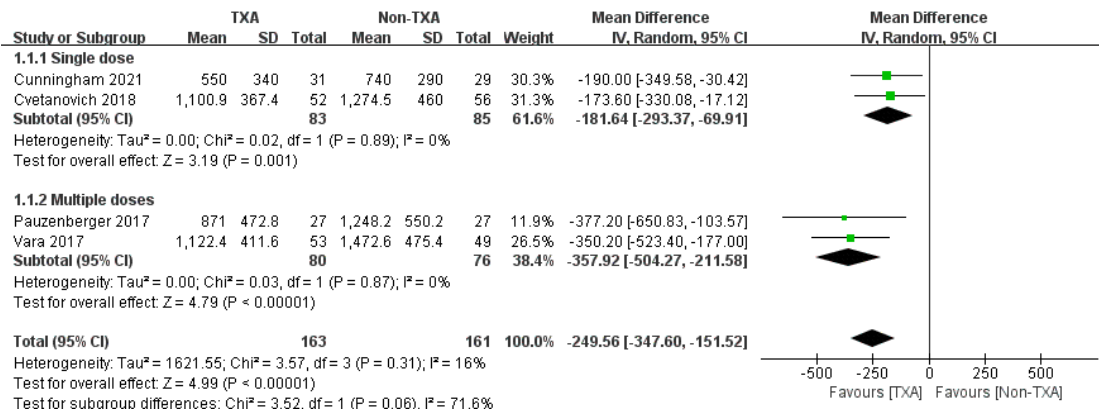 TXA Non-TXA Mean Difference Mean Difference
Study or Subgroup Mean SD Total Mean SD Total Weight IV, Random, 95% CI IV, Random, 95% CI
1.1.1 Single dose
Cunningham 2021 550 340 31 740 290 29 30.3% -190.00 [-349.58, -30.42]
Cvetanovich 2018 1,100.9 367.4 52 1,274.5 460 56 31.3% -173.60 [-330.08, -17.12]
Subtotal (95% CI) 83 85 61.6% -181.64 [-293.37, -69.91]
Heterogeneity: Tau² = 0.00; Chi² = 0.02, df = 1 (P = 0.89); I² = 0%
Test for overall effect: Z = 3.19 (P = 0.001)
1.1.2 Multiple doses
Pauzenberger 2017 871 472.8 27 1,248.2 550.2 27 11.9% -377.20 [-650.83, -103.57]
Vara 2017 1,122.4 411.6 53 1,472.6 475.4 49 26.5% -350.20 [-523.40, -177.00]
Subtotal (95% CI) 80 76 38.4% -357.92 [-504.27, -211.58]
Heterogeneity: Tau² = 0.00; Chi² = 0.03, df = 1 (P = 0.87); I² = 0%
Test for overall effect: Z = 4.79 (P < 0.00001)
Total (95% CI) 163 161 100.0% -249.56 [-347.60, -151.52]
Heterogeneity: Tau² = 1621.55; Chi² = 3.57, df = 3 (P = 0.31); I² = 16%
Test for overall effect: Z = 4.99 (P < 0.00001)
Test for subgroup differences: Chi² = 3.52, df = 1 (P = 0.06), I² = 71.6%
-500 -250 0 250 500
Favours [TXA] Favours [Non-TXA]